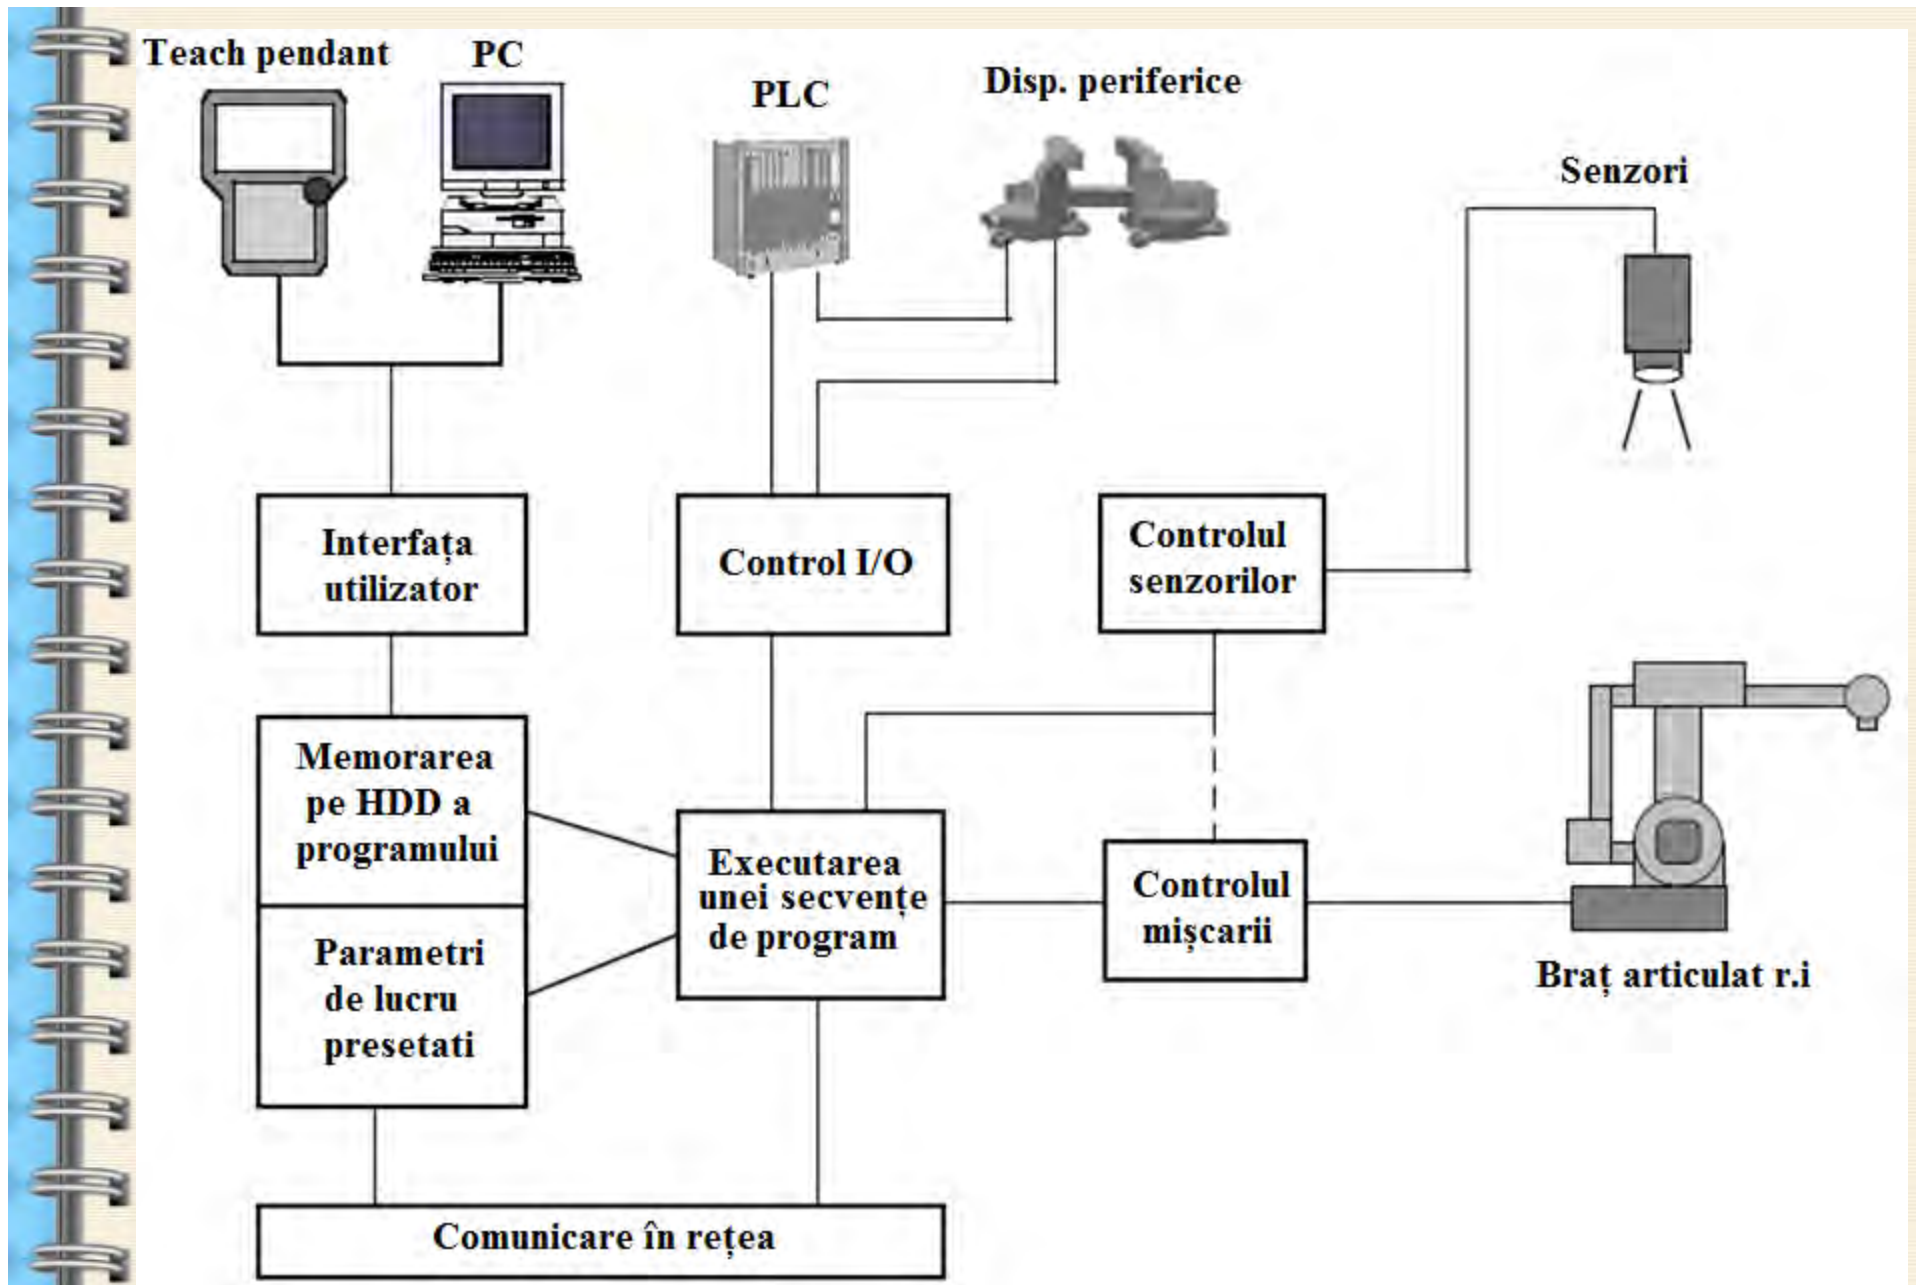 Teach pendant
PC
PLC
Disp. periferice
Senzori
Interfața
utilizator
Control I/O
Controlul
senzorilor
Memorarea
pe HDD a
programului
Executarea
unei secvențe
de program
Controlul
mișcarii
Parametri
de lucru
presetati
Braț articulat r.i
Comunicare în rețea